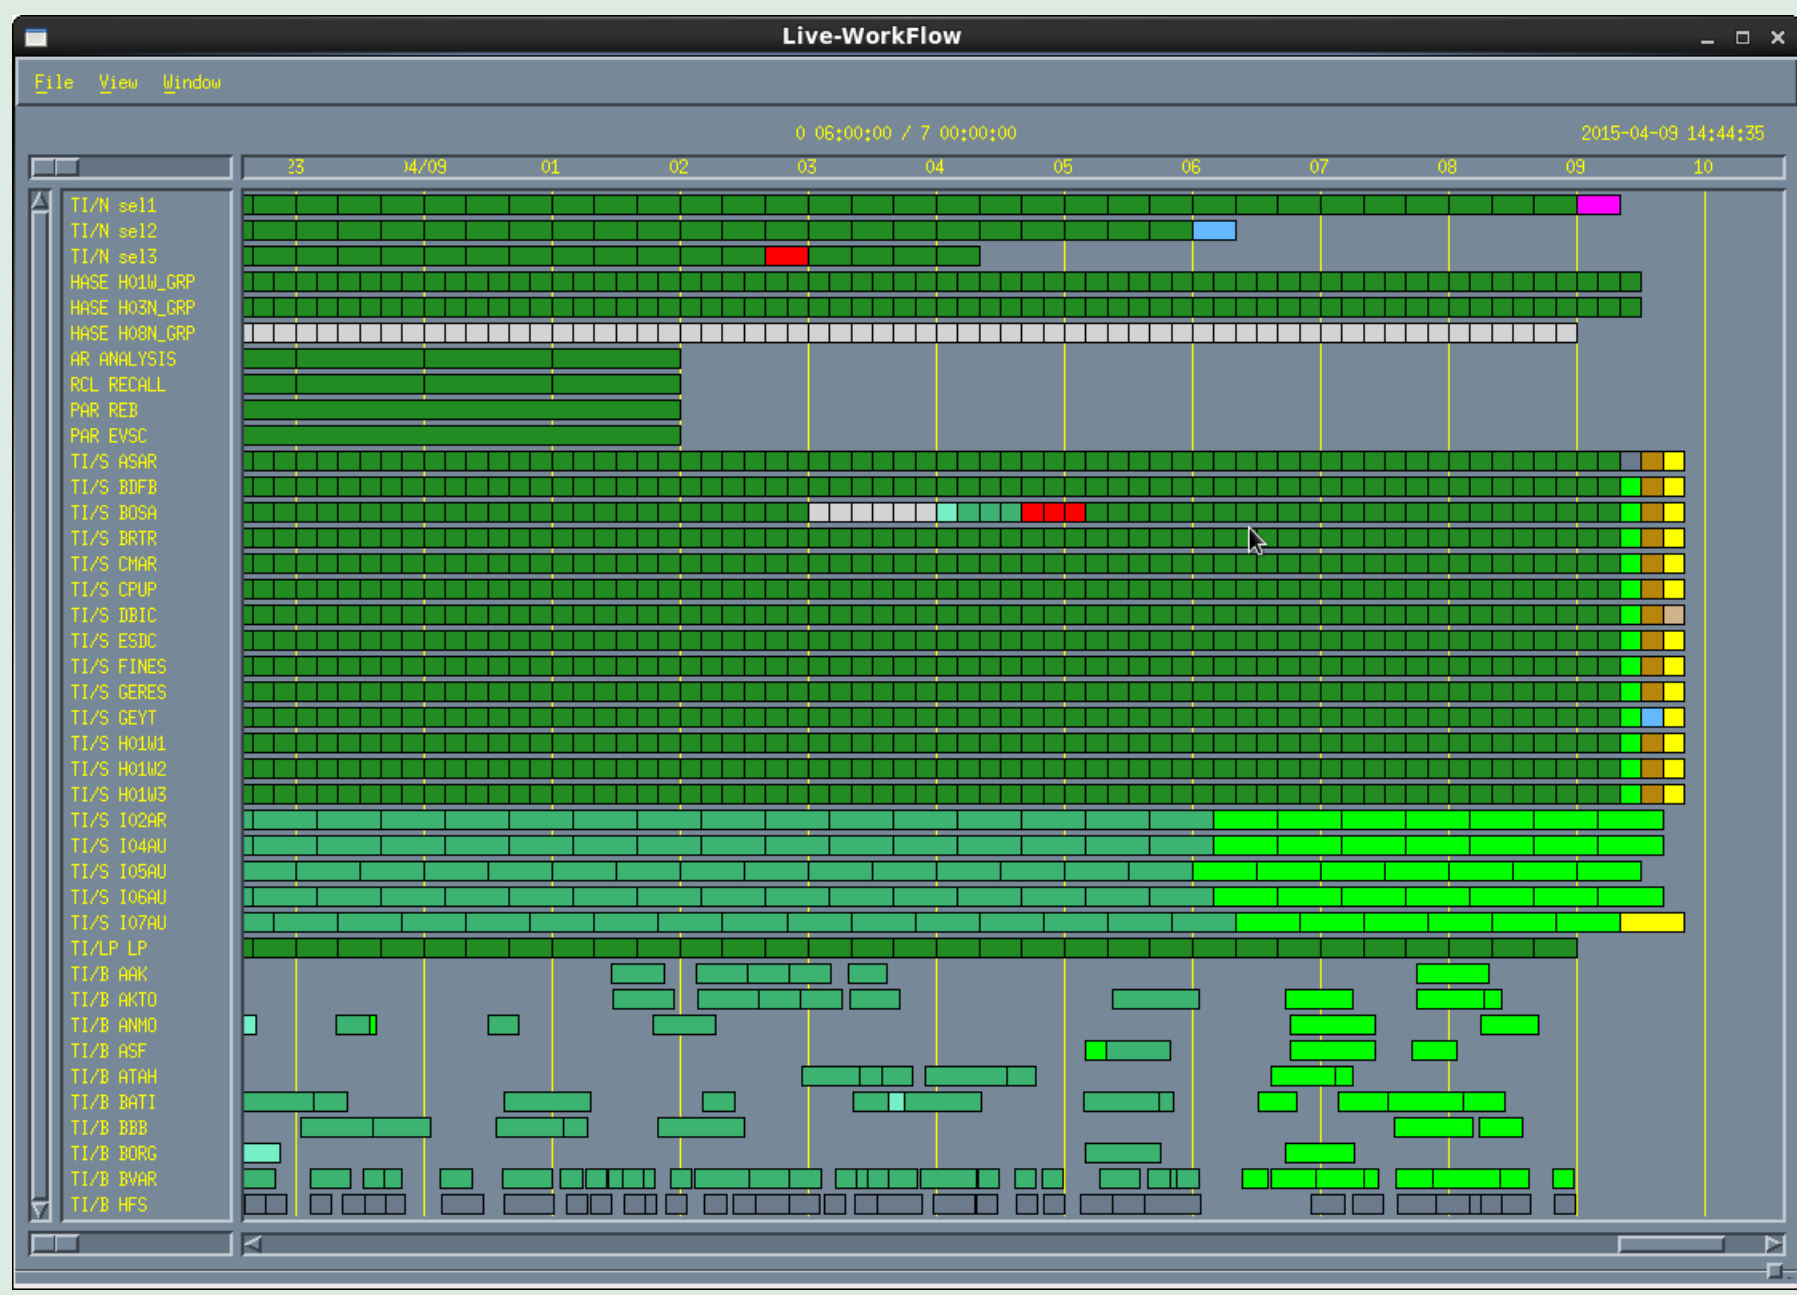 Live-WorkFlow
File View Window
0 06:00:00 / 7 00:00:00 2015-04-09 14:44:35
23 04/09 01 02 03 04 05 06 07 08 09 10
TI/N sel1
TI/N sel2
TI/N sel3
HASE H01W_GRP
HASE H03N_GRP
HASE H08N_GRP
AR ANALYSIS
RCL RECALL
PAR REB
PAR EVSC
TI/S ASAR
TI/S BDFB
TI/S BOSA
TI/S BRTR
TI/S CMAR
TI/S CPUP
TI/S DBIC
TI/S ESDC
TI/S FINES
TI/S GERES
TI/S GEYT
TI/S H01W1
TI/S H01W2
TI/S H01W3
TI/S I02AR
TI/S I04AU
TI/S I05AU
TI/S I06AU
TI/S I07AU
TI/LP LP
TI/B AAK
TI/B AKTO
TI/B ANMO
TI/B ASF
TI/B ATAH
TI/B BATI
TI/B BBB
TI/B BORG
TI/B BVAR
TI/B HFS